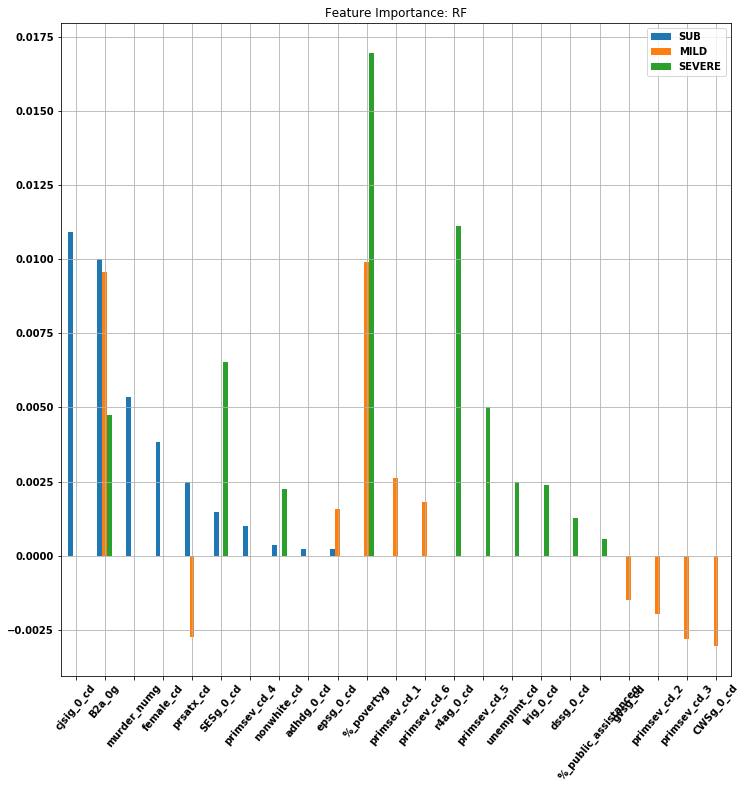 Feature Importance: RF
SUB
MILD
SEVERE
0.0175
0.0150
0.0125
0.0100
0.0075
0.0050
0.0025
0.0000
−0.0025
cjsig_0_cd
B2a_0g
murder_numg
female_cd
prsatx_cd
SESg_0_cd
primsev_cd_4
nonwhite_cd
adhdg_0_cd
epsg_0_cd
%_povertyg
primsev_cd_1
primsev_cd_6
r4ag_0_cd
primsev_cd_5
unemplmt_cd
lrig_0_cd
dssg_0_cd
%_public_assistanceg
primsev_cd_2
primsev_cd_3
CWSg_0_cd